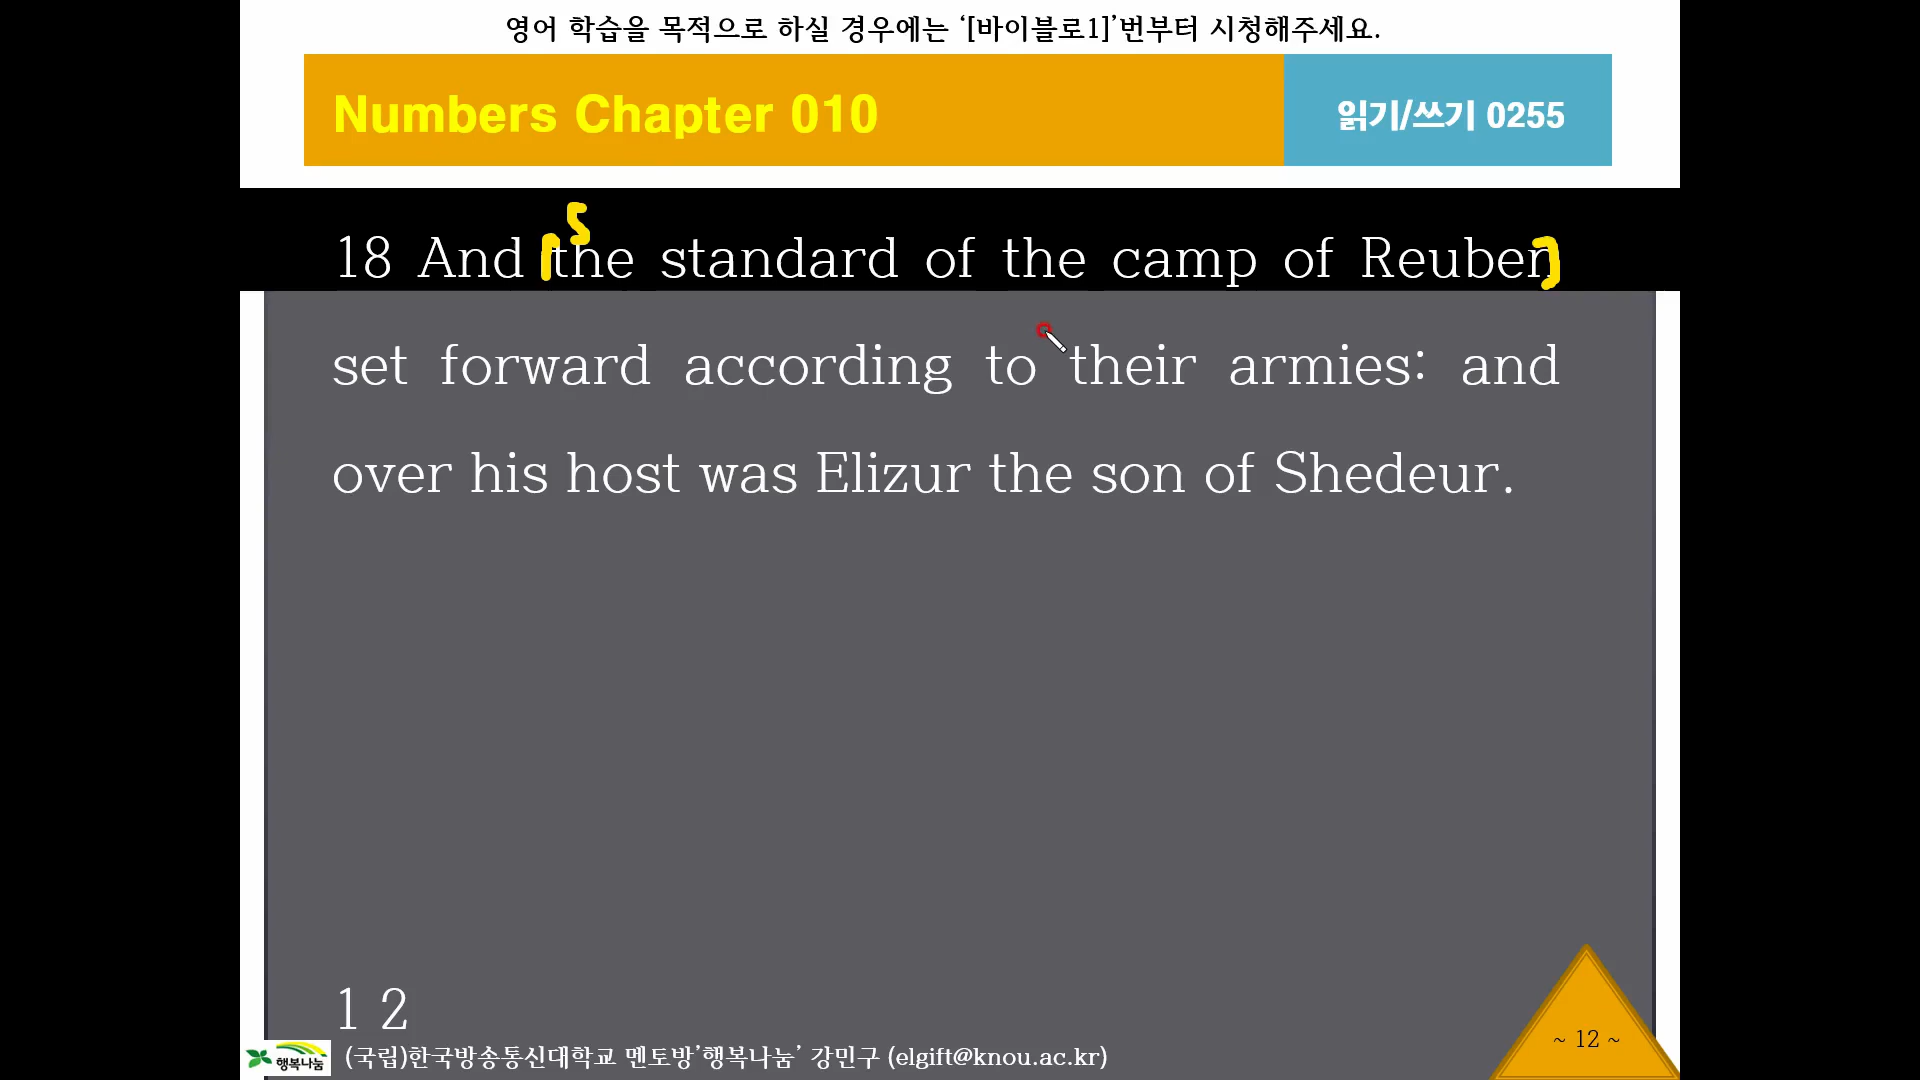 영어 학습을 목적으로 하실 경우에는 ‘[바이블로1]’번부터 시청해주세요.
Numbers Chapter 010
읽기/쓰기 0255
S
18 And the standard of the camp of Reuben
set forward according to their armies: and
over his host was Elizur the son of Shedeur.
1 2
~ 12 ~
행복나눔 (국립)한국방송통신대학교 멘토방’행복나눔’ 강민구 (elgift@knou.ac.kr)